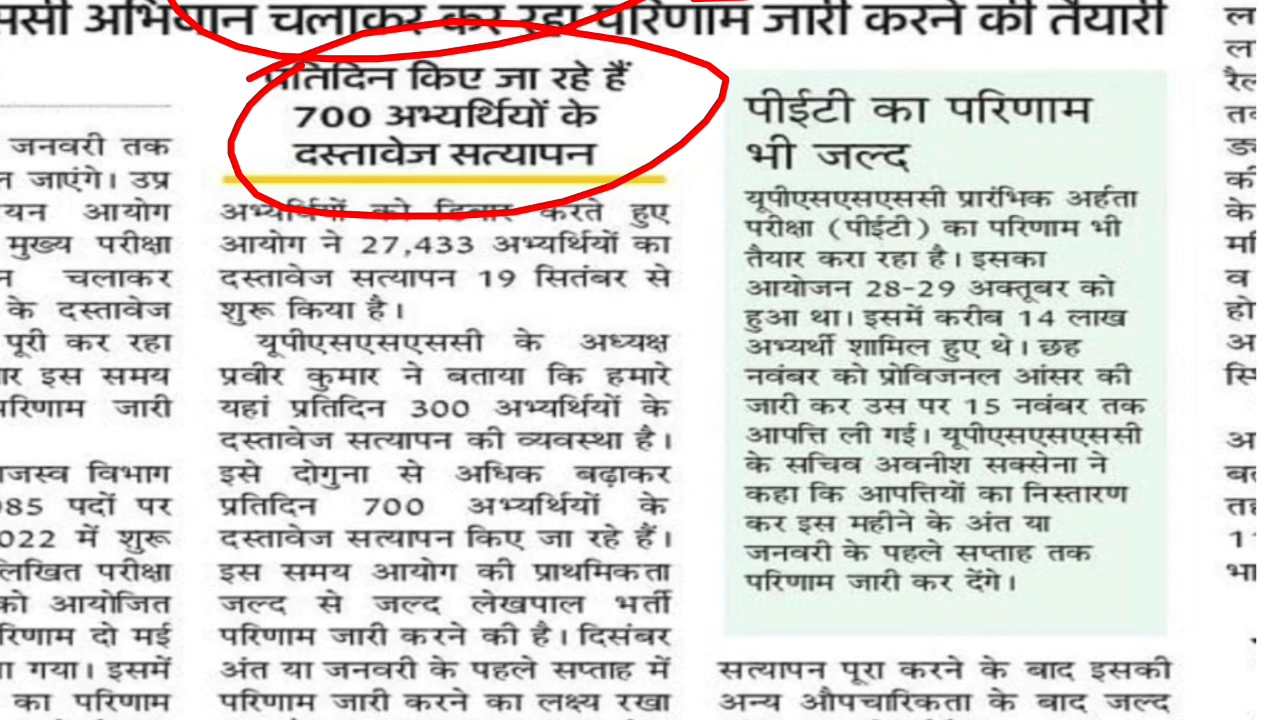 ससी अभियान चलाकर कर रहा परिणाम जारी करने की तैयारी
जनवरी तक
जाएंगे। उप्र
आयोग
मुख्य परीक्षा
चलाकर
के दस्तावेज
पूरी कर रहा
इस समय
परिणाम जारी
विभाग
पदों पर
में शुरू
लिखित परीक्षा
को आयोजित
दो मई
गया। इसमें
का परिणाम
प्रतिदिन किए जा रहे हैं
700 अभ्यर्थियों के
दस्तावेज सत्यापन
अभ्यर्थियों को डिबार करते हुए
आयोग ने 27,433 अभ्यर्थियों का
दस्तावेज सत्यापन 19 सितंबर से
शुरू किया है।
यूपीएसएसएससी के अध्यक्ष
प्रवीर कुमार ने बताया कि हमारे
यहां प्रतिदिन 300 अभ्यर्थियों के
दस्तावेज सत्यापन की व्यवस्था है।
इसे दोगुना से अधिक बढ़ाकर
प्रतिदिन 700 अभ्यर्थियों के
दस्तावेज सत्यापन किए जा रहे हैं।
इस समय आयोग की प्राथमिकता
जल्द से जल्द लेखपाल भर्ती
परिणाम जारी करने की है। दिसंबर
अंत या जनवरी के पहले सप्ताह में
परिणाम जारी करने का लक्ष्य रखा
पीईटी का परिणाम
भी जल्द
यूपीएसएसएससी प्रारंभिक अर्हता
परीक्षा (पीईटी) का परिणाम भी
तैयार करा रहा है। इसका
आयोजन 28-29 अक्तूबर को
हुआ था। इसमें करीब 14 लाख
अभ्यर्थी शामिल हुए थे। छह
नवंबर को प्रोविजनल आंसर की
जारी कर उस पर 15 नवंबर तक
आपत्ति ली गई। यूपीएसएसएससी
के सचिव अवनीश सक्सेना ने
कहा कि आपत्तियों का निस्तारण
कर इस महीने के अंत या
जनवरी के पहले सप्ताह तक
परिणाम जारी कर देंगे।
सत्यापन पूरा करने के बाद इसकी
अन्य औपचारिकता के बाद जल्द